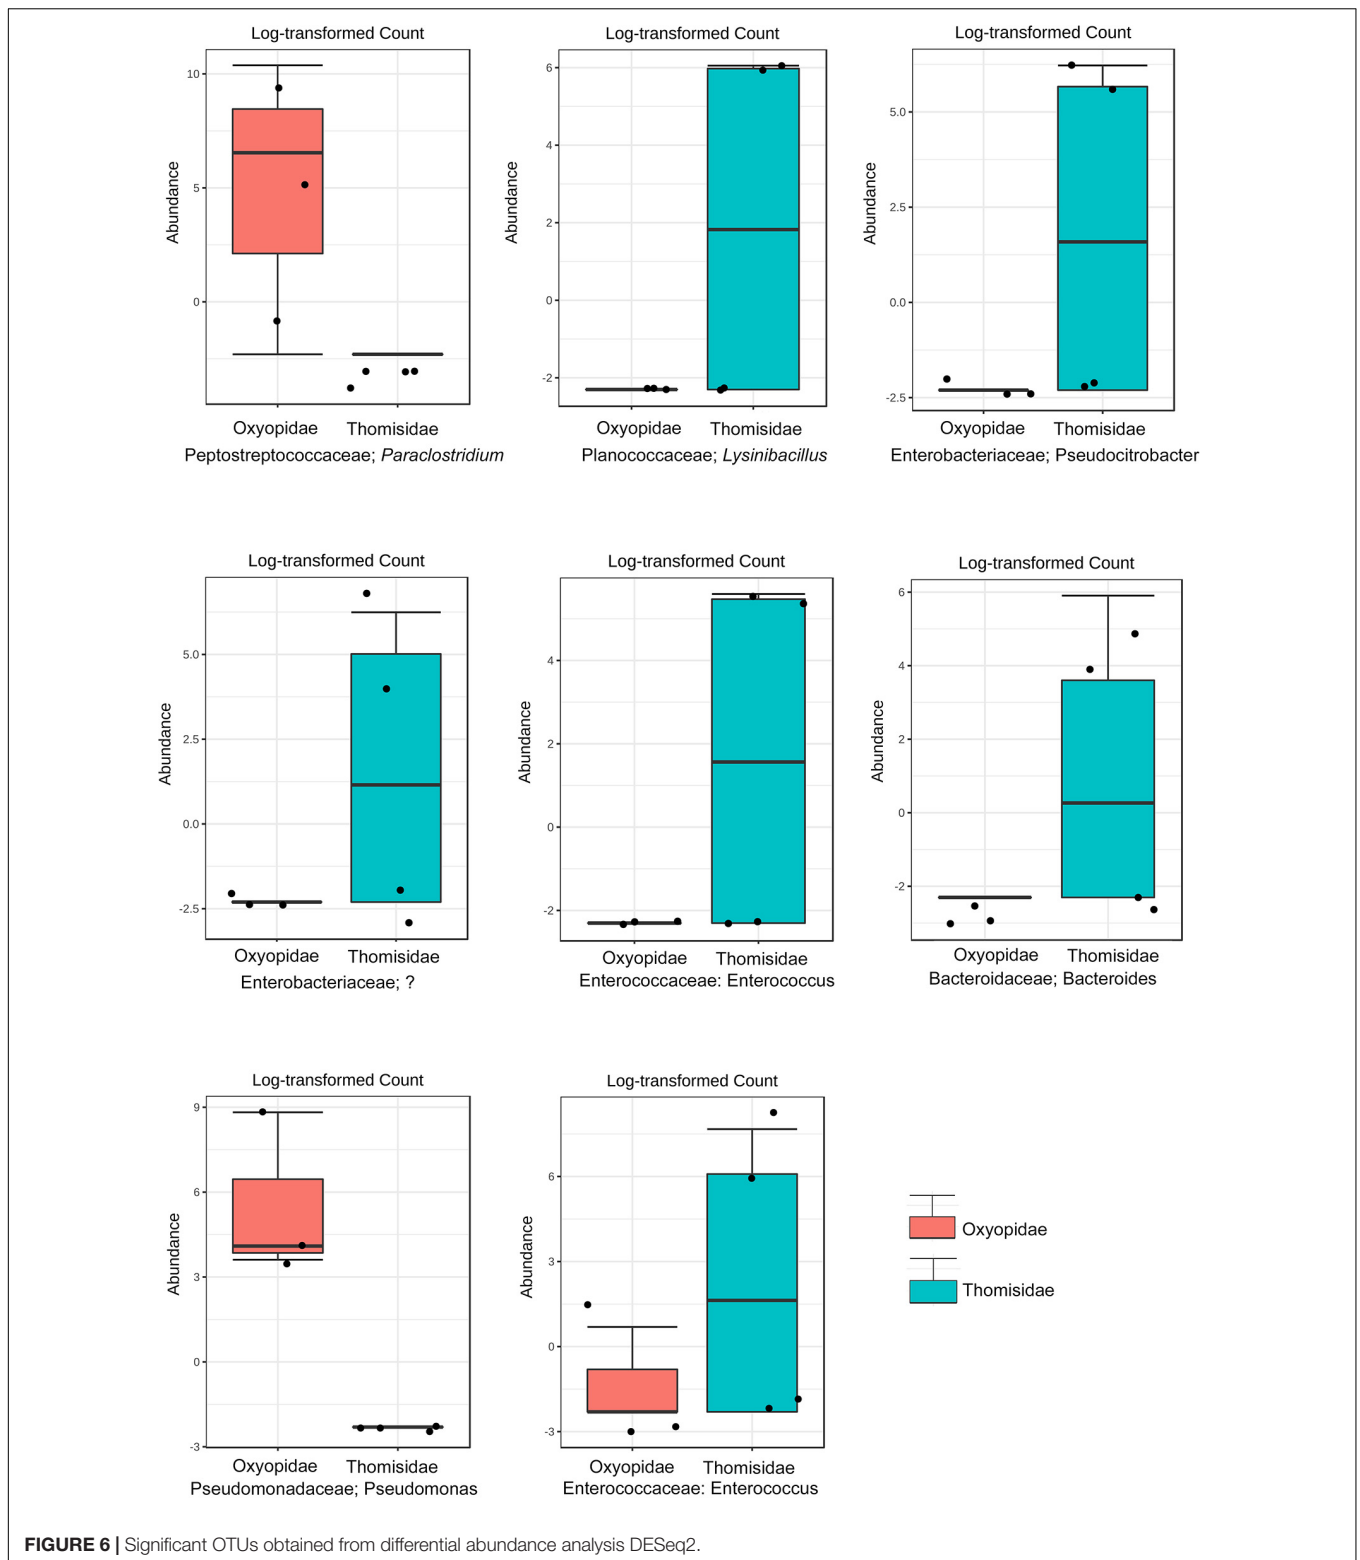 Log-transformed Count
Abundance
10
5
0
Oxyopidae Thomisidae
Peptostreptococcaceae; Paraclostridium
Log-transformed Count
Abundance
6
4
2
0
-2
Oxyopidae Thomisidae
Planococcaceae; Lysinibacillus
Log-transformed Count
Abundance
5.0
2.5
0.0
-2.5
Oxyopidae Thomisidae
Enterobacteriaceae; Pseudocitrobacter
Log-transformed Count
Abundance
5.0
2.5
0.0
-2.5
Oxyopidae Thomisidae
Enterobacteriaceae; ?
Log-transformed Count
Abundance
4
2
0
-2
Oxyopidae Thomisidae
Enterococcaceae: Enterococcus
Log-transformed Count
Abundance
6
4
2
0
-2
Oxyopidae Thomisidae
Bacteroidaceae; Bacteroides
Log-transformed Count
Abundance
9
6
3
0
-3
Oxyopidae Thomisidae
Pseudomonadaceae; Pseudomonas
Log-transformed Count
Abundance
6
3
0
-3
Oxyopidae Thomisidae
Enterococcaceae: Enterococcus
Oxyopidae
Thomisidae
FIGURE 6 | Significant OTUs obtained from differential abundance analysis DESeq2.